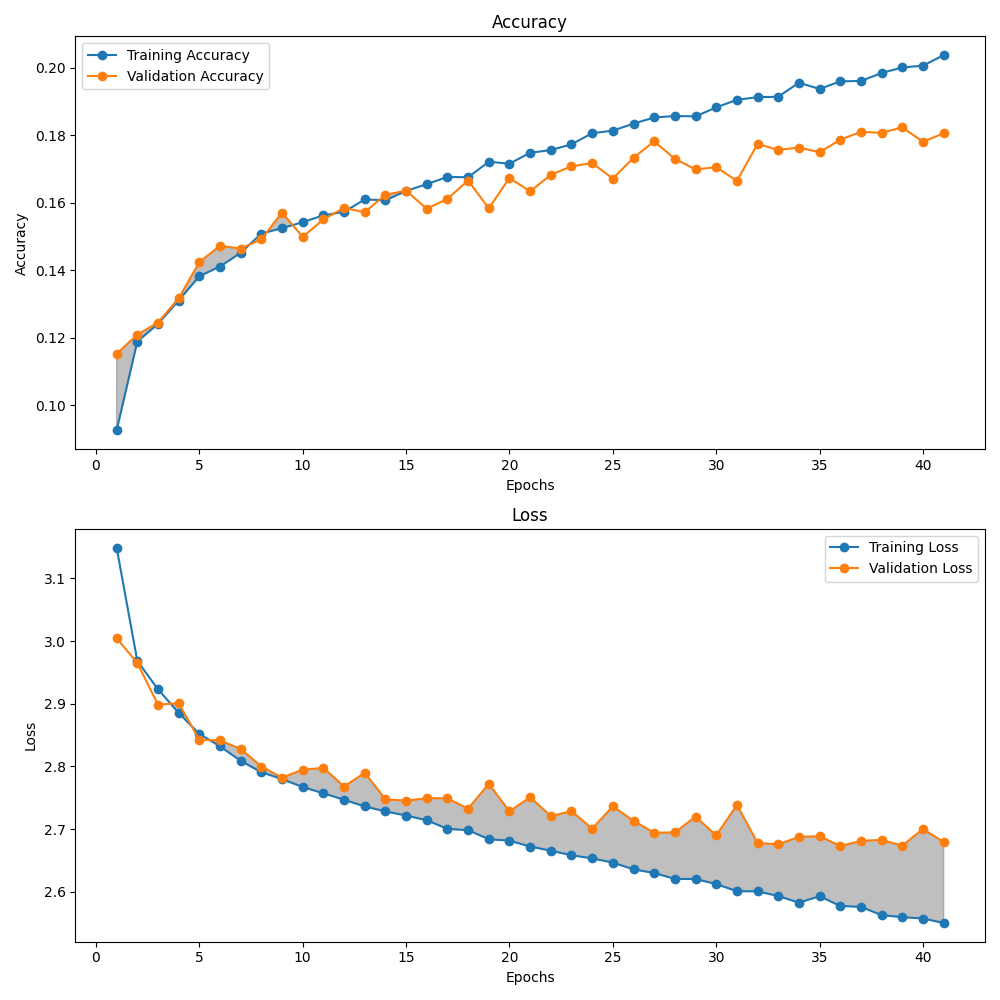 Accuracy
Training Accuracy
Validation Accuracy
0.20
0.18
0.16
0.14
0.12
0.10
Accuracy
0 5 10 15 20 25 30 35 40
Epochs
Loss
Training Loss
Validation Loss
3.1
3.0
2.9
2.8
2.7
2.6
Loss
0 5 10 15 20 25 30 35 40
Epochs